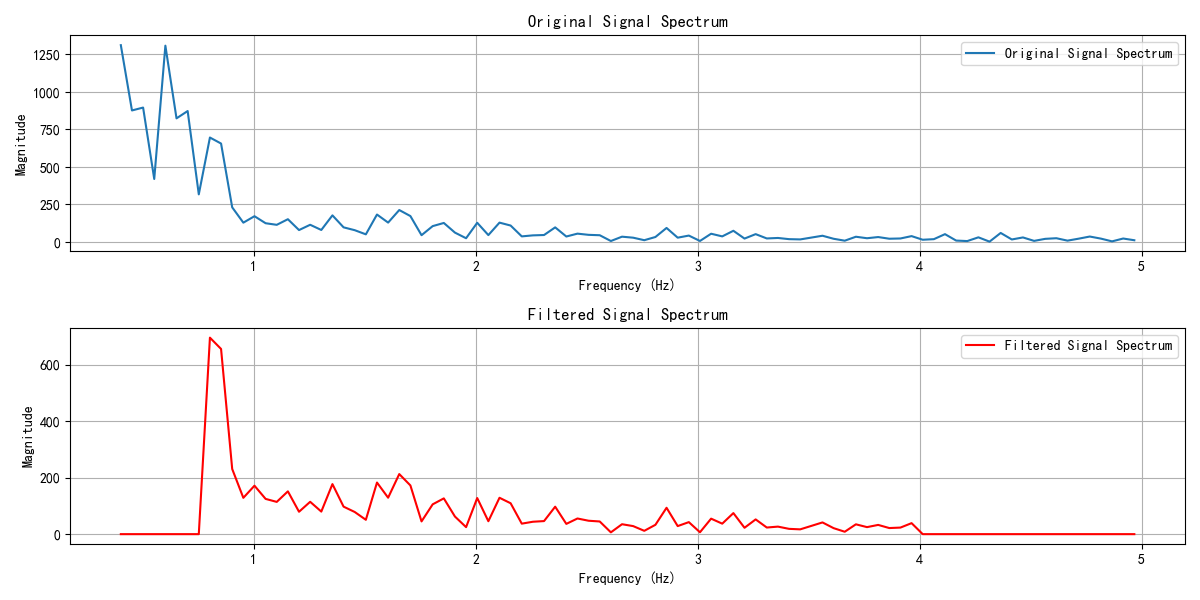 Original Signal Spectrum
Original Signal Spectrum
1250
1000
750
500
250
0
Magnitude
1 2 3 4 5
Frequency (Hz)
Filtered Signal Spectrum
Filtered Signal Spectrum
600
400
200
0
Magnitude
1 2 3 4 5
Frequency (Hz)